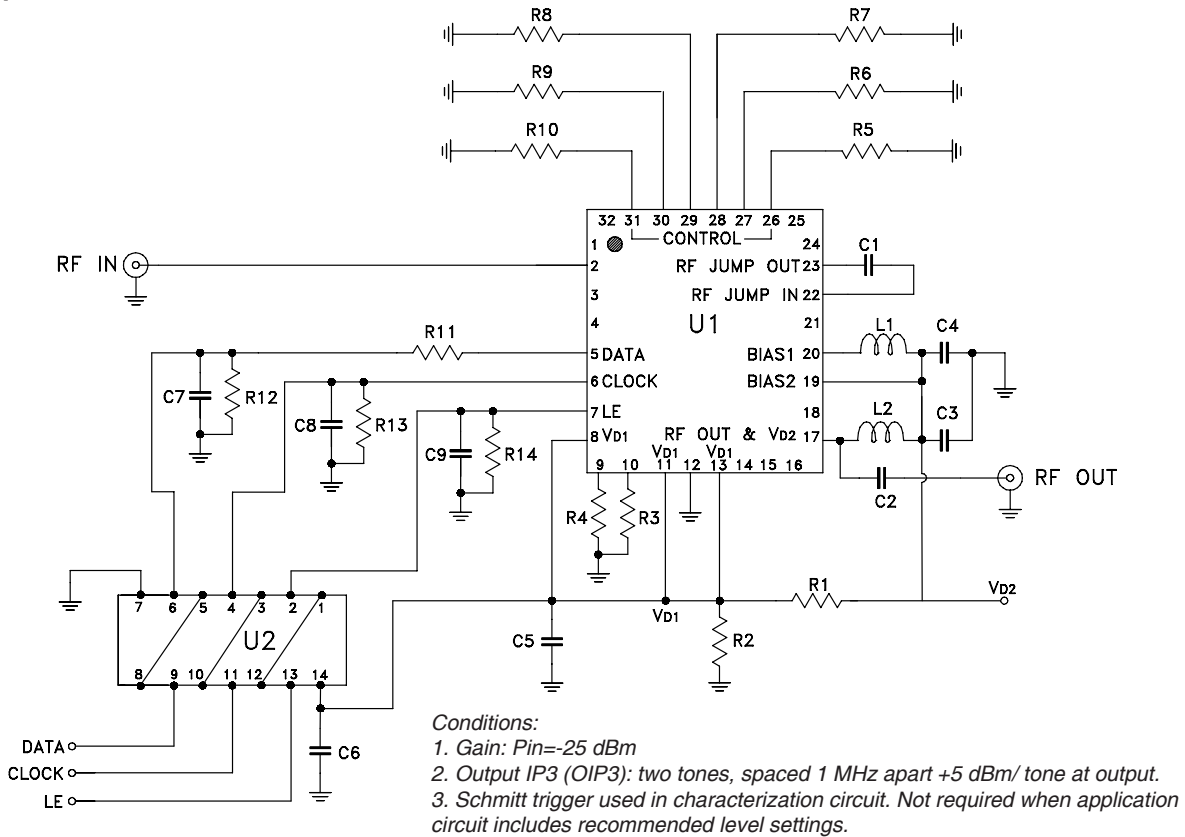 R8 R7
R9 R6
R10 R5
32 31 30 29 28 27 26 25
CONTROL
1 24
RF IN 2 RF JUMP OUT 23 C1
3 RF JUMP IN 22
4 U1 21
R11 L1 C4
5 DATA BIAS1 20
C7 R12 6 CLOCK BIAS2 19
C8 R13 7 LE 18 L2 C3
C9 R14 8 VD1 RF OUT & VD2 17
VD1 VD1
9 10 11 12 13 14 15 16
C2 RF OUT
R4 R3
7 6 5 4 3 2 1
U2
8 9 10 11 12 13 14
R1 VD2
VD1
C5 R2
DATA
C6
CLOCK
LE
Conditions:
1. Gain: Pin=-25 dBm
2. Output IP3 (OIP3): two tones, spaced 1 MHz apart +5 dBm/ tone at output.
3. Schmitt trigger used in characterization circuit. Not required when application
circuit includes recommended level settings.